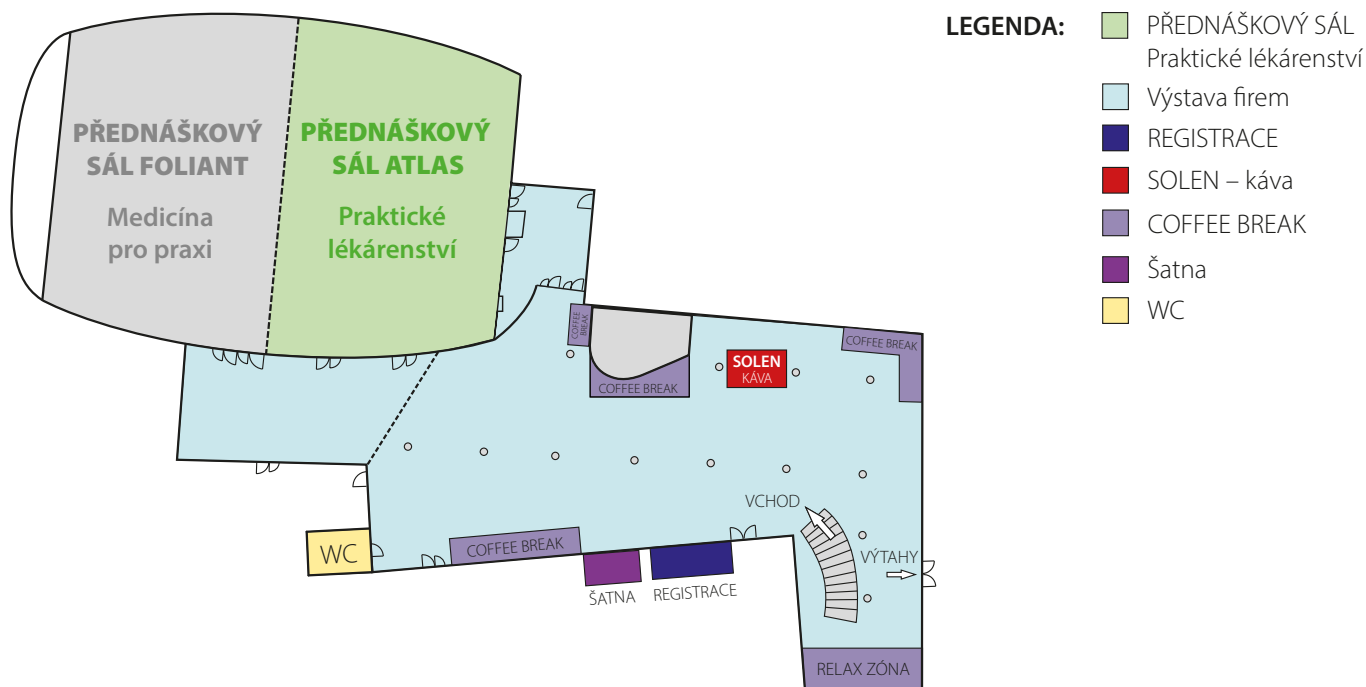 PŘEDNÁŠKOVÝ
SÁL FOLIANT
Medicína
pro praxi
PŘEDNÁŠKOVÝ
SÁL ATLAS
Praktické
lékárenství
LEGENDA:
PŘEDNÁŠKOVÝ SÁL
Praktické lékárenství
Výstava firem
REGISTRACE
SOLEN – káva
COFFEE BREAK
Šatna
WC
COFFEE
BREAK
COFFEE BREAK
SOLEN
KÁVA
COFFEE BREAK
VCHOD
VÝTAHY
WC
COFFEE BREAK
ŠATNA
REGISTRACE
RELAX ZÓNA